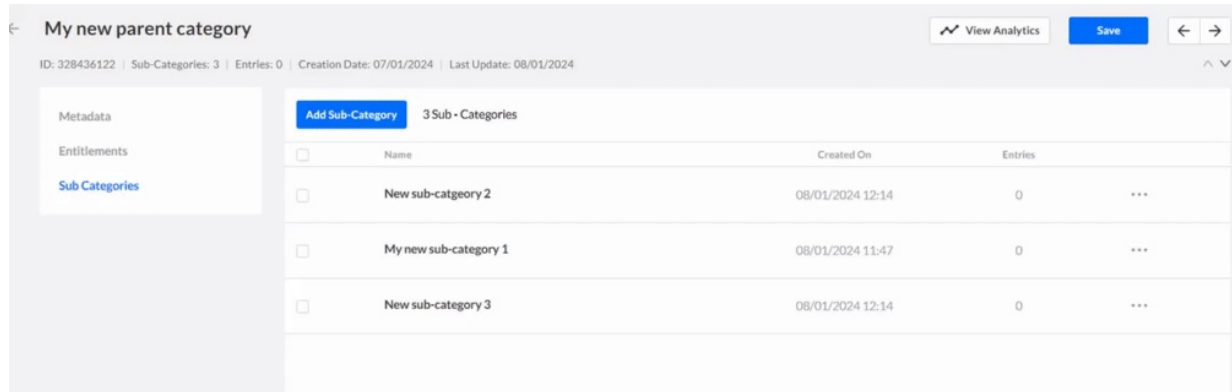 My new parent category
View Analytics
Save
ID: 328436122 | Sub-Categories: 3 | Entries: 0 | Creation Date: 07/01/2024 | Last Update: 08/01/2024
Metadata
Entitlements
Sub Categories
Add Sub-Category
3 Sub - Categories
Name Created On Entries
New sub-catgeory 2 08/01/2024 12:14 0
My new sub-category 1 08/01/2024 11:47 0
New sub-category 3 08/01/2024 12:14 0